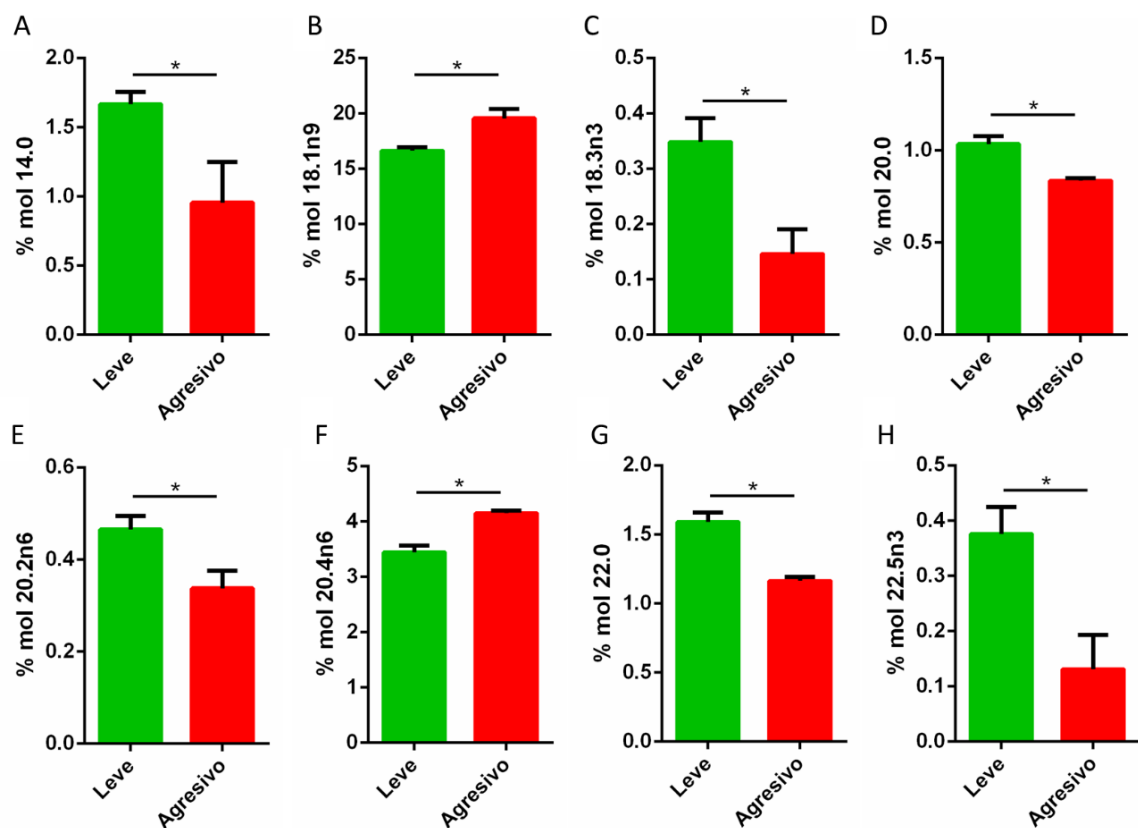 A
% mol 14.0
2.0
1.5
1.0
0.5
0.0
*
Leve
Agresivo
B
% mol 18.1n9
25
20
15
10
5
0
*
Leve
Agresivo
C
% mol 18.3n3
0.5
0.4
0.3
0.2
0.1
0.0
*
Leve
Agresivo
D
% mol 20.0
1.5
1.0
0.5
0.0
*
Leve
Agresivo
E
% mol 20.2n6
0.6
0.4
0.2
0.0
*
Leve
Agresivo
F
% mol 20.4n6
5
4
3
2
1
0
*
Leve
Agresivo
G
% mol 22.0
2.0
1.5
1.0
0.5
0.0
*
Leve
Agresivo
H
% mol 22.5n3
0.5
0.4
0.3
0.2
0.1
0.0
*
Leve
Agresivo